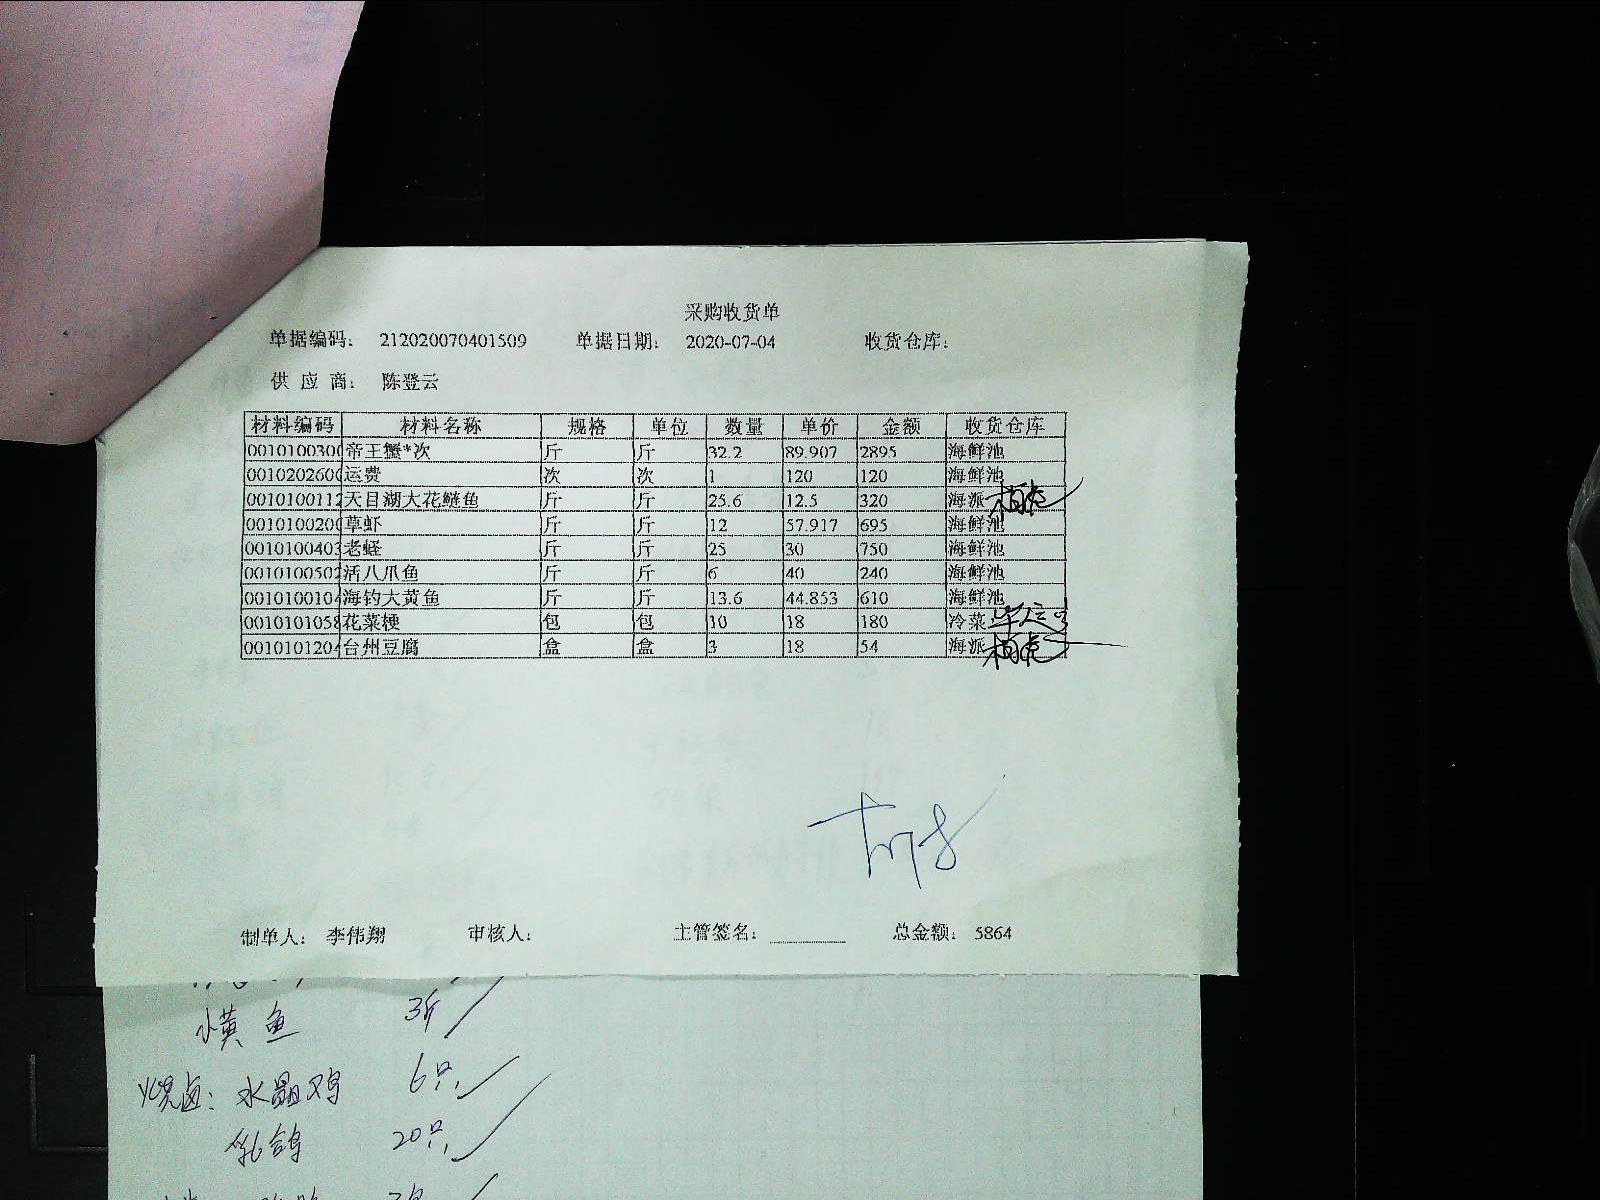 采购收货单
单据编码： 212020070401509 单据日期： 2020-07-04 收货仓库：
供 应 商： 陈登云
材料编码 材料名称 规格 单位 数量 单价 金额 收货仓库
0010100300 帝王蟹*次 斤 斤 32.2 89.907 2895 海鲜池
0010202600 运费 次 次 1 120 120 海鲜池
0010100112 天目湖大花鲢鱼 斤 斤 25.6 12.5 320 海派
0010100200 草虾 斤 斤 12 57.917 695 海鲜池
0010100403 老蛏 斤 斤 25 30 750 海鲜池
0010100502 活八爪鱼 斤 斤 6 40 240 海鲜池
0010100104 海钓大黄鱼 斤 斤 13.6 44.853 610 海鲜池
0010101058 花菜梗 包 包 10 18 180 冷菜
0010101204 台州豆腐 盒 盒 3 18 54 海派
制单人： 李伟翔 审核人： 主管签名： 总金额： 5864
小黄鱼 3斤
烧卤： 水晶鸡 6只
乳鸽 20只